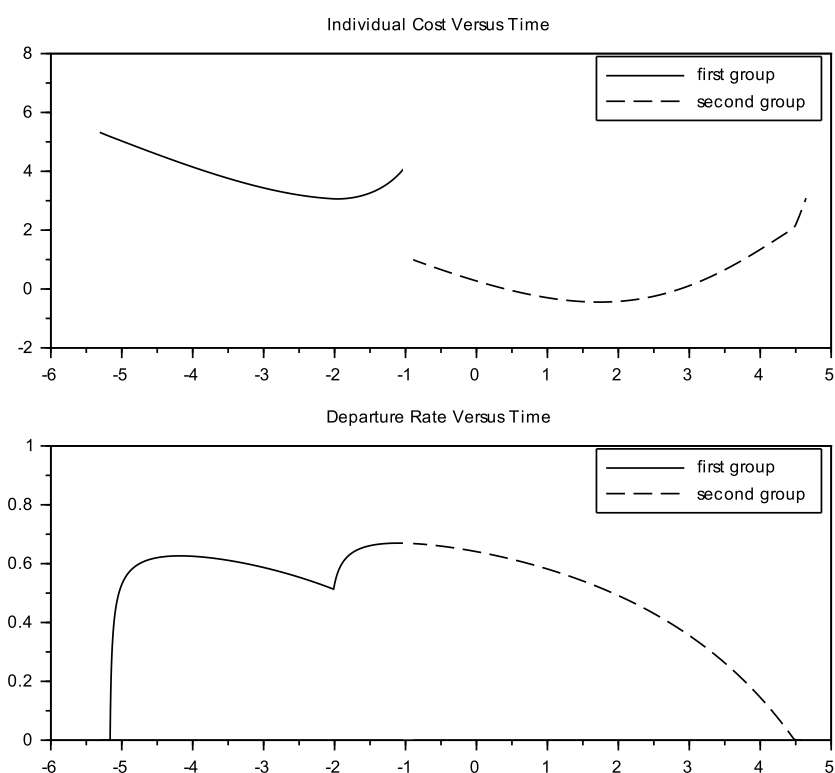 Individual Cost Versus Time
8
first group
second group
6
4
2
0
-2
-6 -5 -4 -3 -2 -1 0 1 2 3 4 5
Departure Rate Versus Time
1
first group
second group
0.8
0.6
0.4
0.2
0
-6 -5 -4 -3 -2 -1 0 1 2 3 4 5